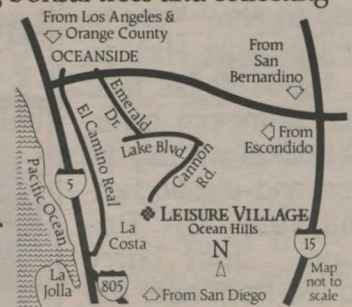 From Los Angeles &
Orange County
OCEANSIDE
From
San
Bernardino
Emerald
Dr.
El Camino Real
Lake Blvd.
Cannon
Rd.
From
Escondido
Pacific Ocean
5
LEISURE VILLAGE
Ocean Hills
La
Costa
N
15
La
Jolla
805
From San Diego
Map
not to
scale